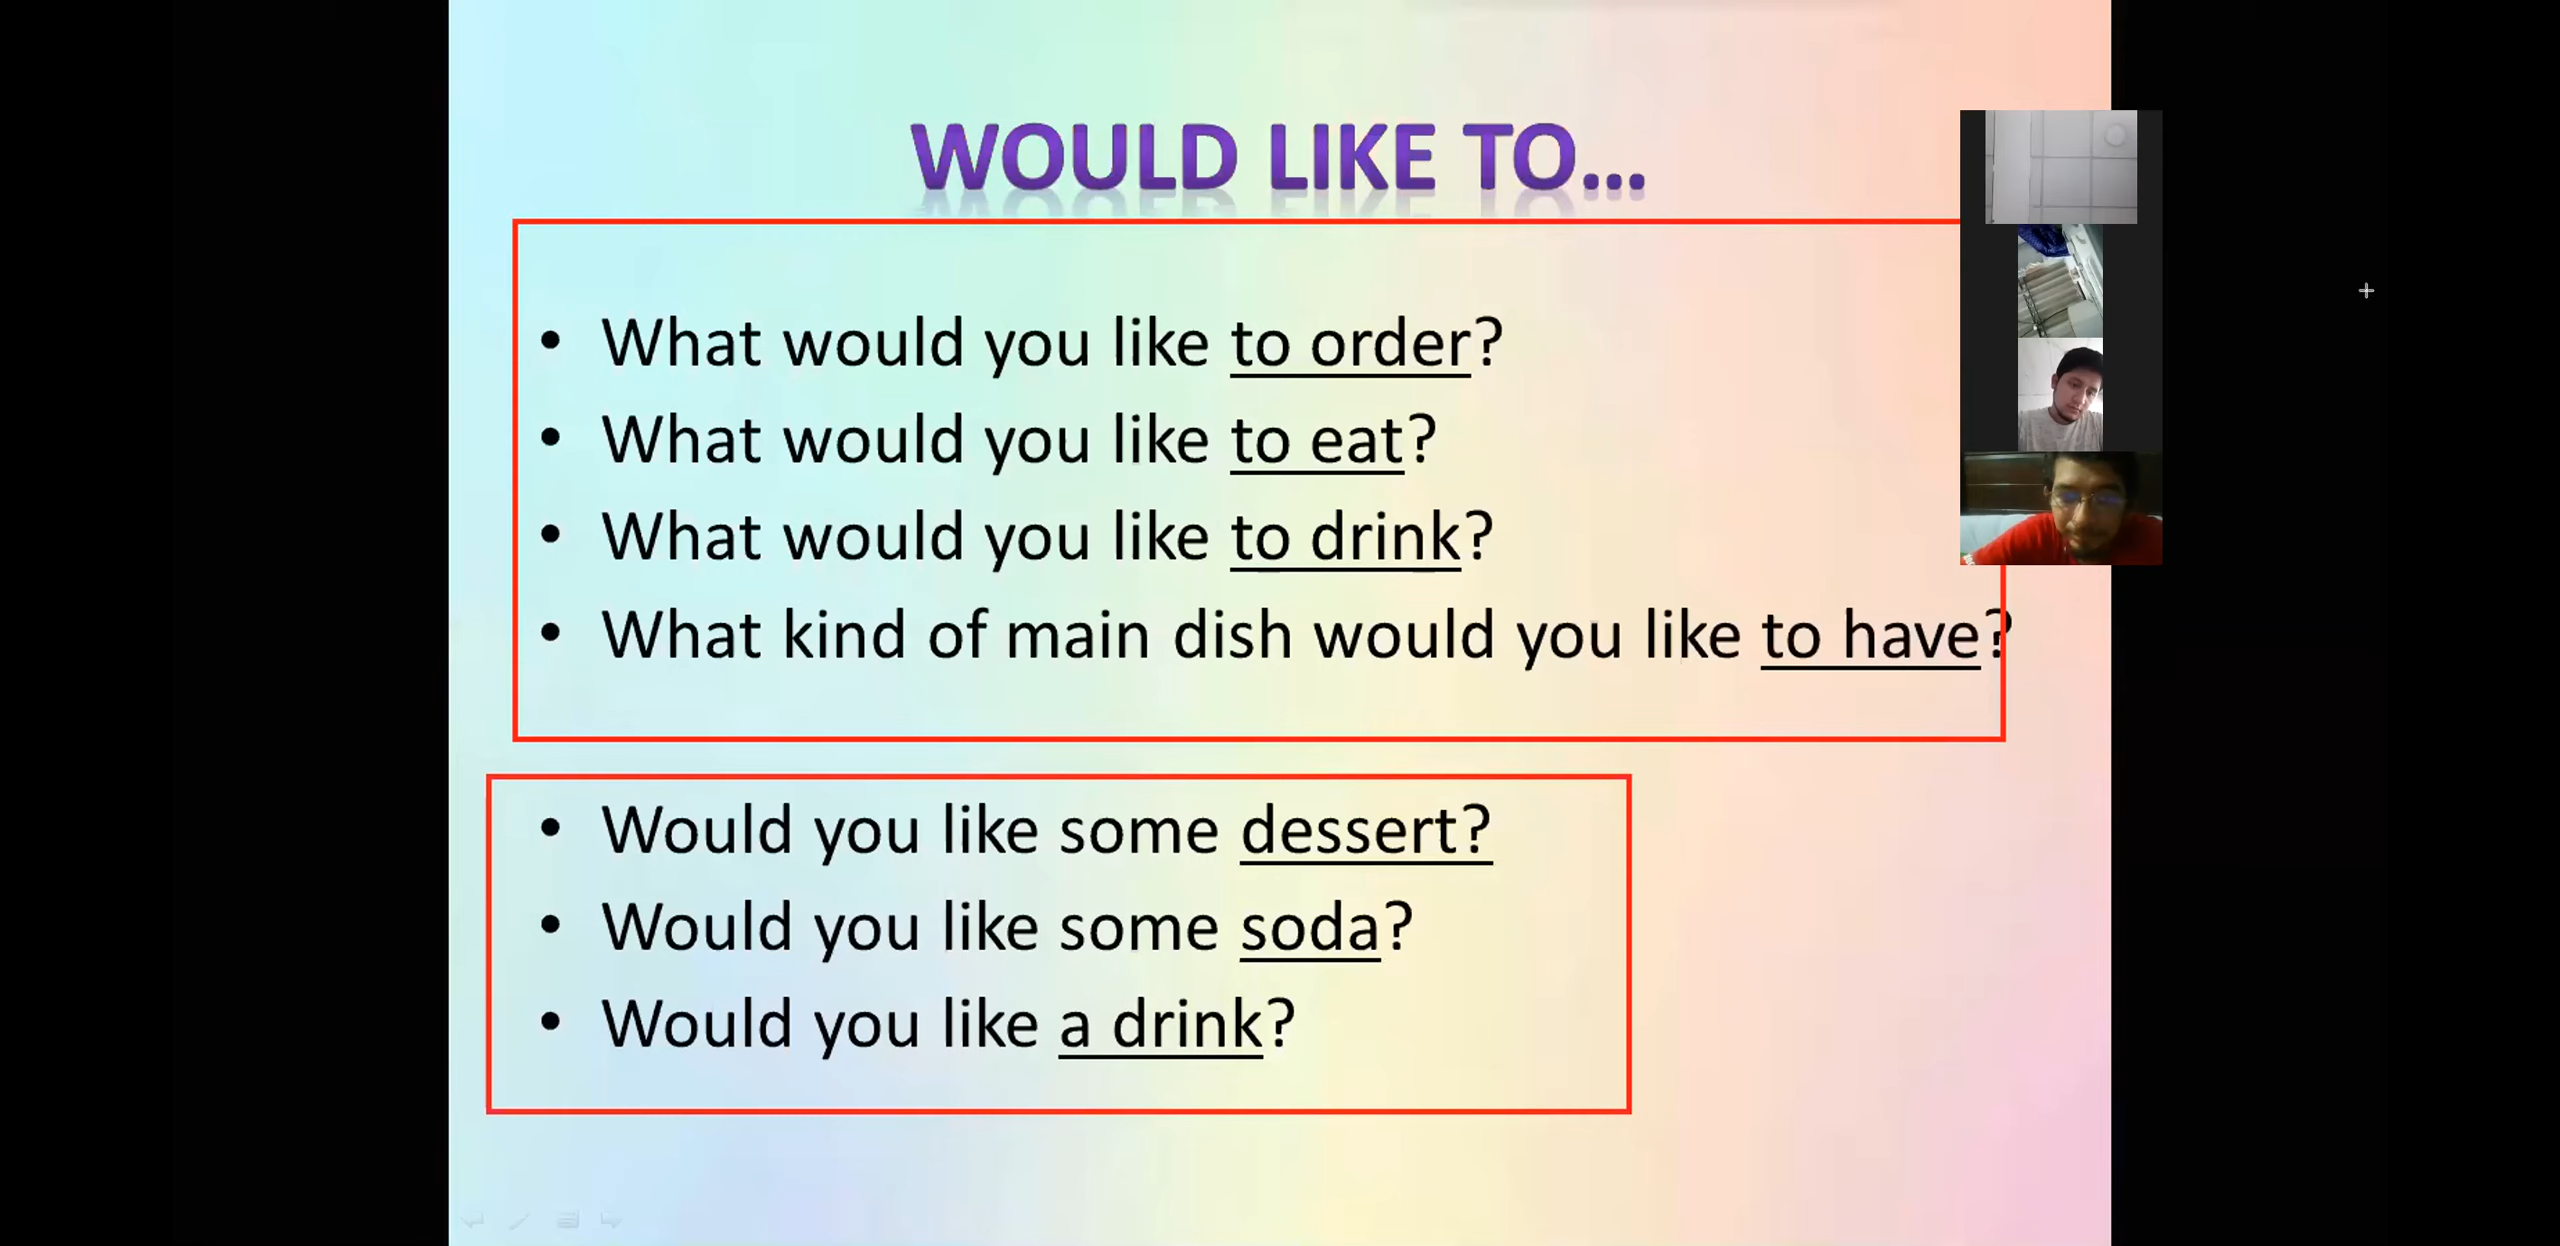 WOULD LIKE TO...
• What would you like to order?
• What would you like to eat?
• What would you like to drink?
• What kind of main dish would you like to have?
• Would you like some dessert?
• Would you like some soda?
• Would you like a drink?